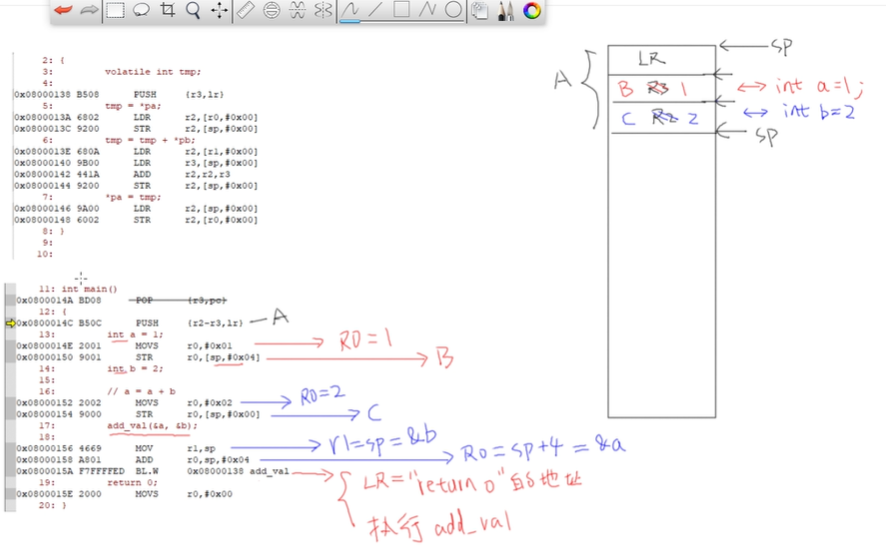 2: {
3: volatile int tmp;
4:
0x08000138 B508 PUSH {r3,lr}
5: tmp = *pa;
0x0800013A 6802 LDR r2,[r0,#0x00]
0x0800013C 9200 STR r2,[sp,#0x00]
6: tmp = tmp + *pb;
0x0800013E 680A LDR r2,[r1,#0x00]
0x08000140 9B00 LDR r3,[sp,#0x00]
0x08000142 441A ADD r2,r2,r3
0x08000144 9200 STR r2,[sp,#0x00]
7: *pa = tmp;
0x08000146 9A00 LDR r2,[sp,#0x00]
0x08000148 6002 STR r2,[r0,#0x00]
8: }
9:
10:
11: int main()
0x0800014A BD08 POP {r3,pc}
12: {
0x0800014C B50C PUSH {r2-r3,lr} A
13: int a = 1;
0x0800014E 2001 MOVS r0,#0x01 R0=1
0x08000150 9001 STR r0,[sp,#0x04] B
14: int b = 2;
15:
16: // a = a + b
0x08000152 2002 MOVS r0,#0x02 R0=2
0x08000154 9000 STR r0,[sp,#0x00] C
17: add_val(&a, &b);
18:
0x08000156 4669 MOV r1,sp r1=sp=&b
0x08000158 A801 ADD r0,sp,#0x04 R0=sp+4=&a
0x0800015A F7FFFFED BL.W 0x08000138 add_val LR="return 0"的地址
执行 add_val
19: return 0;
0x0800015E 2000 MOVS r0,#0x00
20: }
A LR sp
B R3 1 int a=1;
C R2 2 int b=2
sp